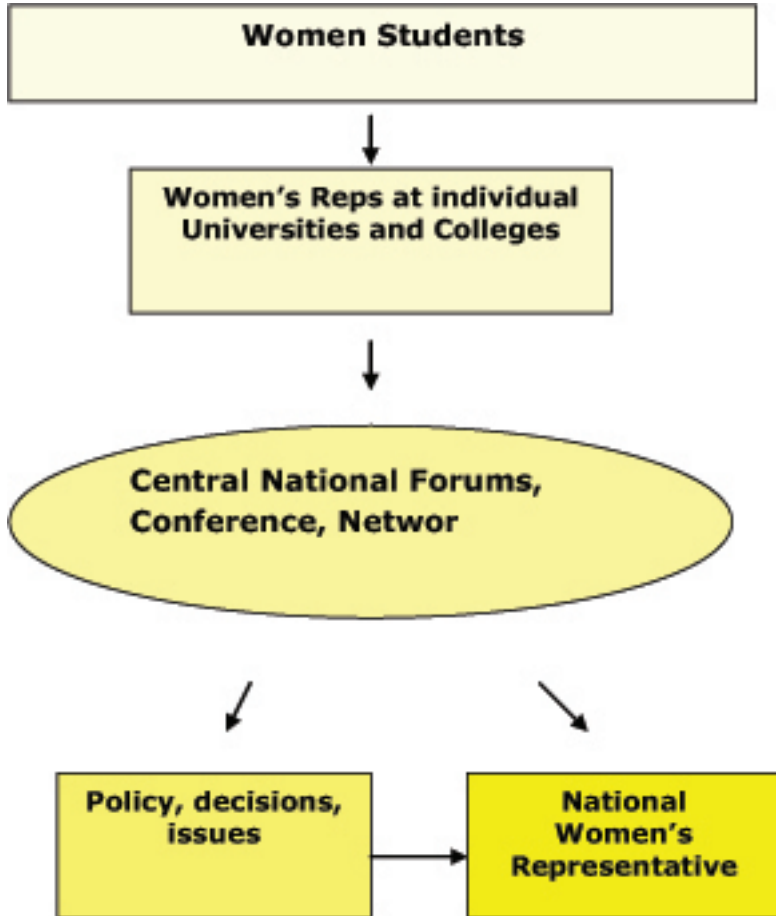 Women Students
Women's Reps at individual
Universities and Colleges
Central National Forums,
Conference, Networ
Policy, decisions,
issues
National
Women's
Representative